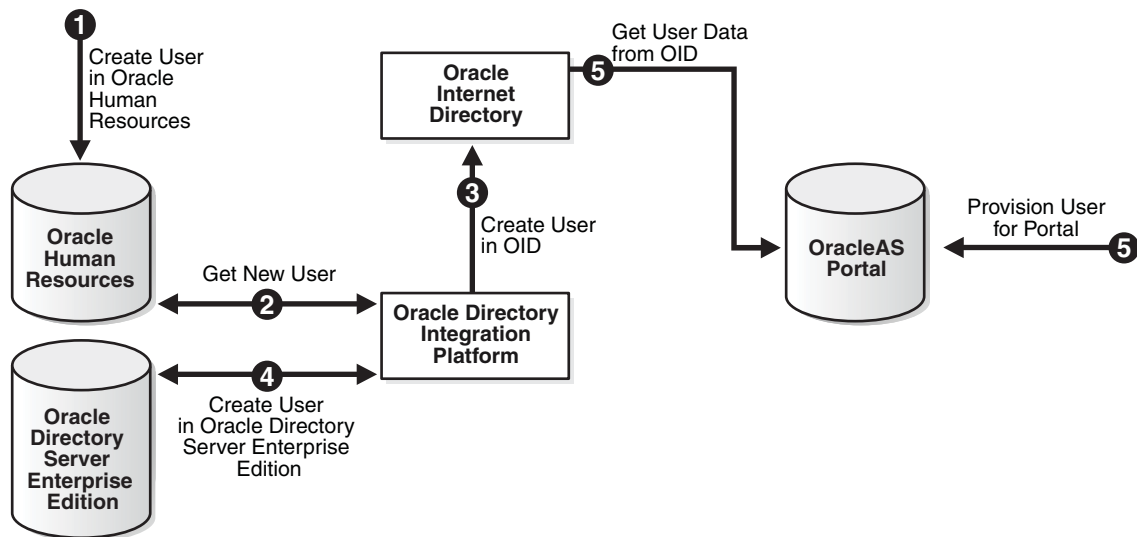 1
Create User
in Oracle
Human
Resources
Oracle
Human
Resources
Get New User
2
Oracle
Internet
Directory
3
Create User
in OID
Oracle Directory
Integration
Platform
4
Create User
in Oracle Directory
Server Enterprise
Edition
Oracle
Directory
Server
Enterprise
Edition
Get User Data
from OID
5
OracleAS
Portal
Provision User
for Portal
5